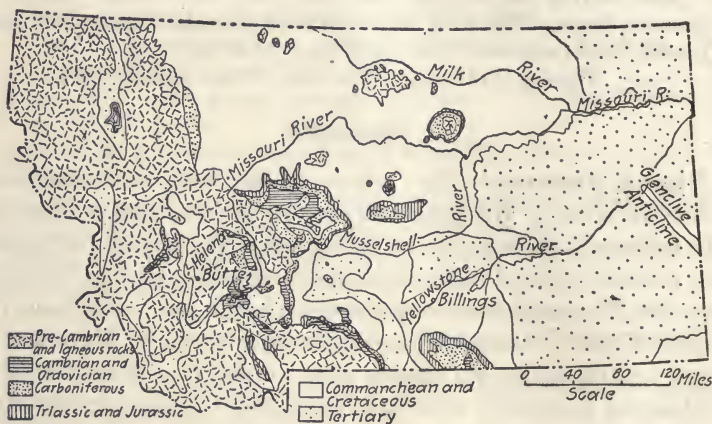 Milk
River
Missouri R.
Missouri River
Glenclive
Anticline
River
Musselshell
River
Helena
Butte
Yellowstone
Billings
Pre-Cambrian
and Igneous rocks
Cambrian and
Ordovician
Carboniferous
Triassic and Jurassic
Commanchean and
Cretaceous
Tertiary
0 40 80 120 Miles
Scale